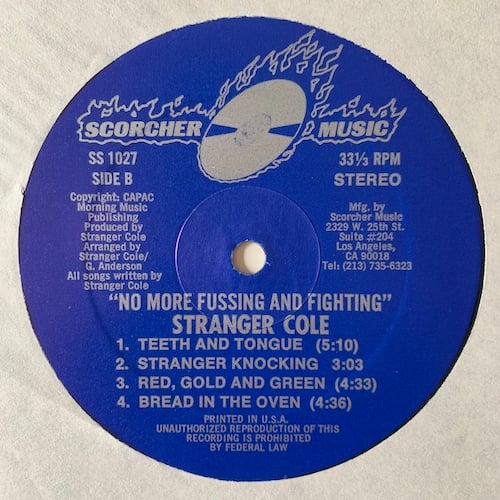 SCORCHER MUSIC
SS 1027
SIDE B
33⅓ RPM
STEREO
Copyright: CAPAC
Morning Music
Publishing
Produced by
Stranger Cole
Arranged by
Stranger Cole/
G. Anderson
All songs written by
Stranger Cole
Mfg. by
Scorcher Music
2329 W. 25th St.
Suite #204
Los Angeles,
CA 90018
Tel: (213) 735-6323
"NO MORE FUSSING AND FIGHTING"
STRANGER COLE
1. TEETH AND TONGUE (5:10)
2. STRANGER KNOCKING 3:03
3. RED, GOLD AND GREEN (4:33)
4. BREAD IN THE OVEN (4:36)
PRINTED IN U.S.A.
UNAUTHORIZED REPRODUCTION OF THIS
RECORDING IS PROHIBITED
BY FEDERAL LAW